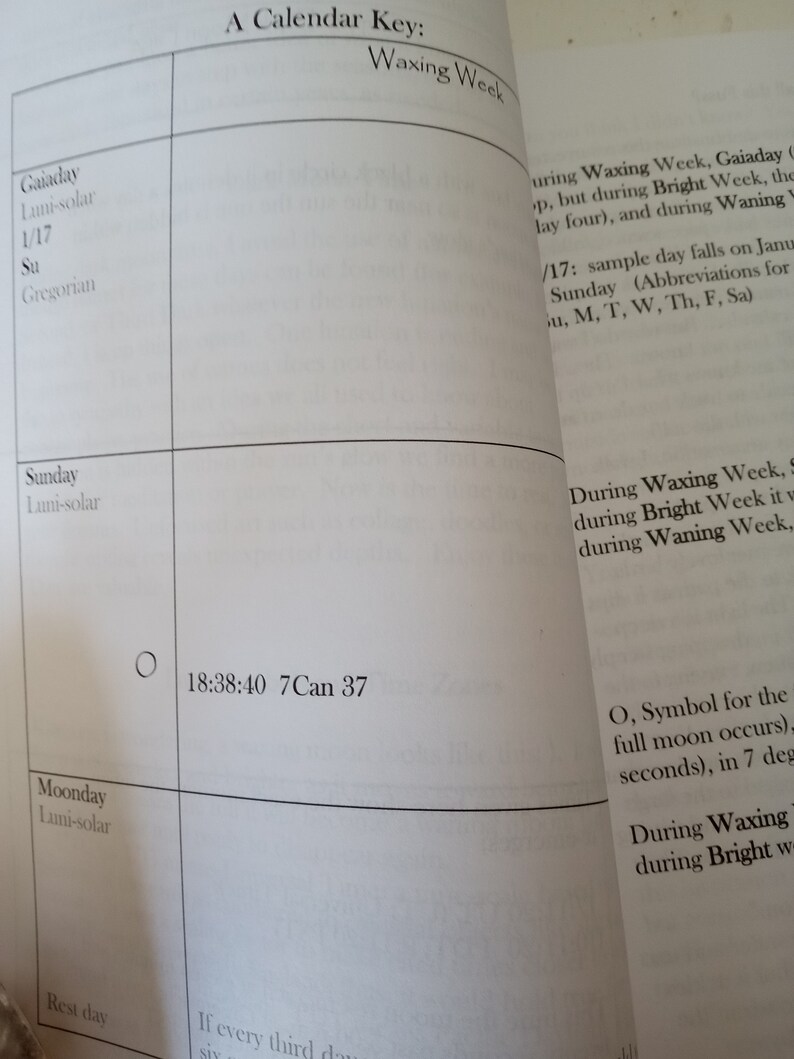 A Calendar Key:
Waxing Week
Gaiaday
Luni-solar
1/17
Su
Gregorian
Sunday
Luni-solar
O
18:38:40 7Can 37
Moonday
Luni-solar
Rest day
If every third
six
uring Waxing Week, Gaiaday (
p, but during Bright Week, the
lay four), and during Waning
/17: sample day falls on Janu
Sunday (Abbreviations for
u, M, T, W, Th, F, Sa)
During Waxing Week, S
during Bright Week it w
during Waning Week,
O, Symbol for the
full moon occurs),
seconds), in 7 deg
During Waxing
during Bright w